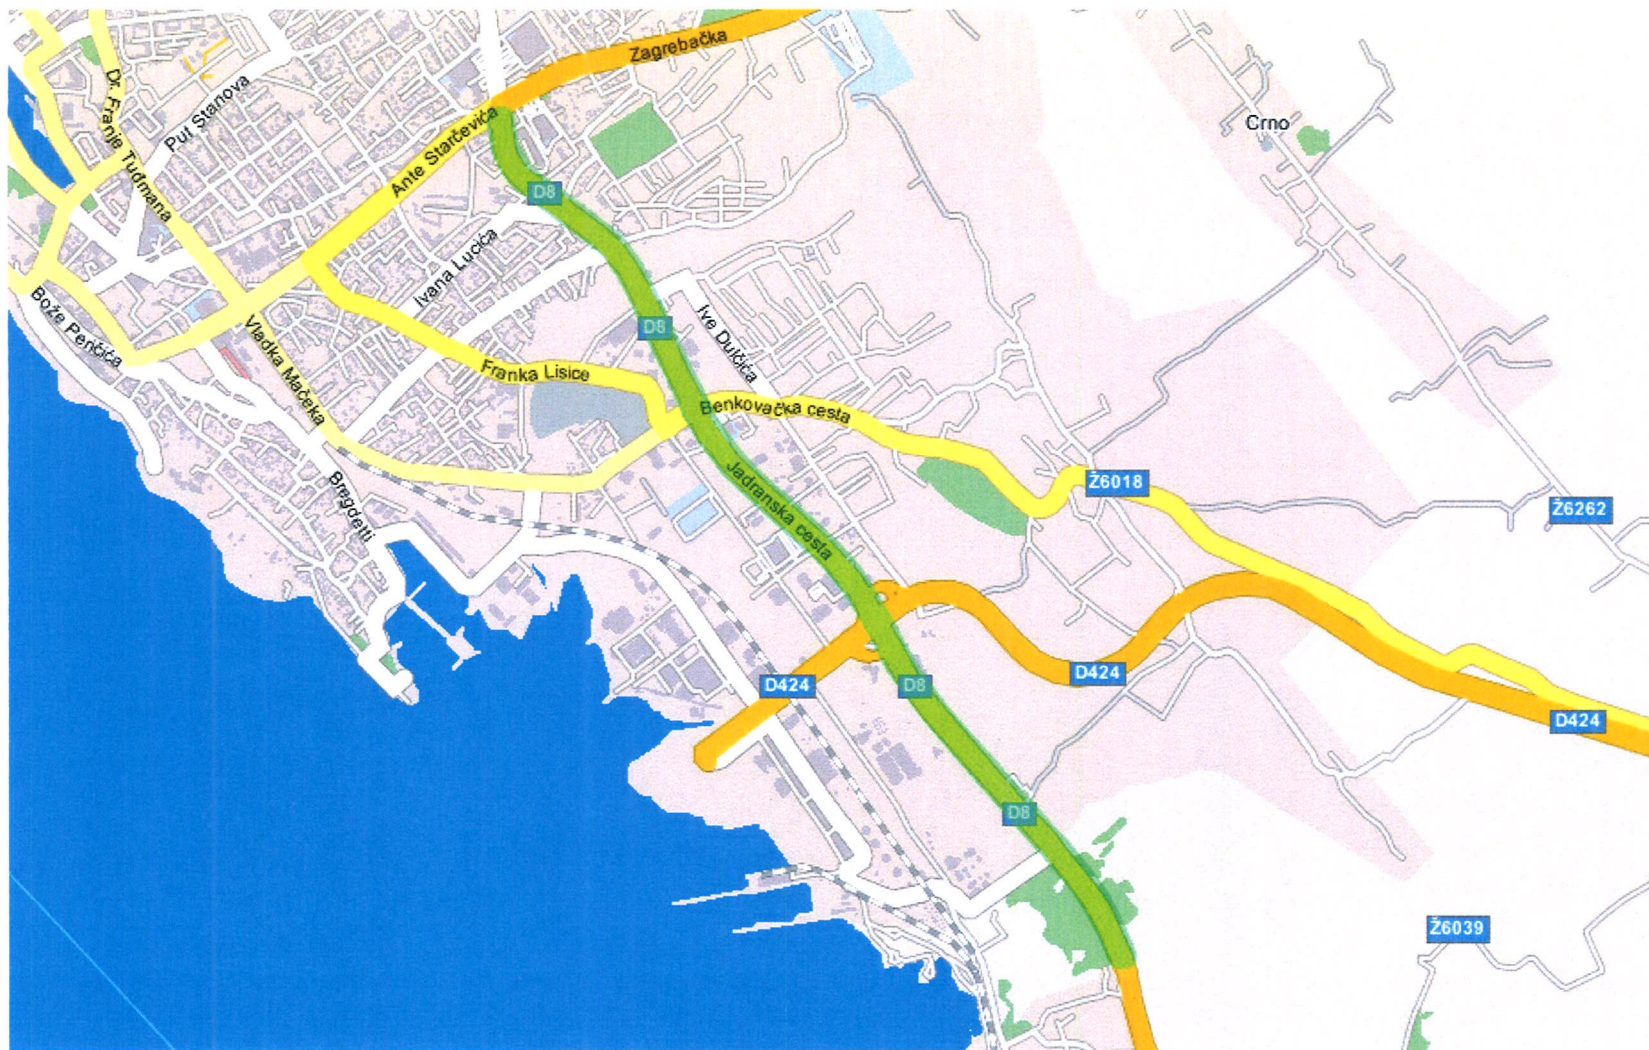 Zagrebačka
Dr. Franje Tuđmana
Put Stanova
Ante Starčevića
Crno
D8
Ivana Lucića
Bože Peričića
Vladka Mačeka
D8
Ive Dulčića
Franka Lisice
Benkovačka cesta
Jadranska cesta
Bregdetti
Ž6018
Ž6262
D424
D8
D424
D424
D8
Ž6039